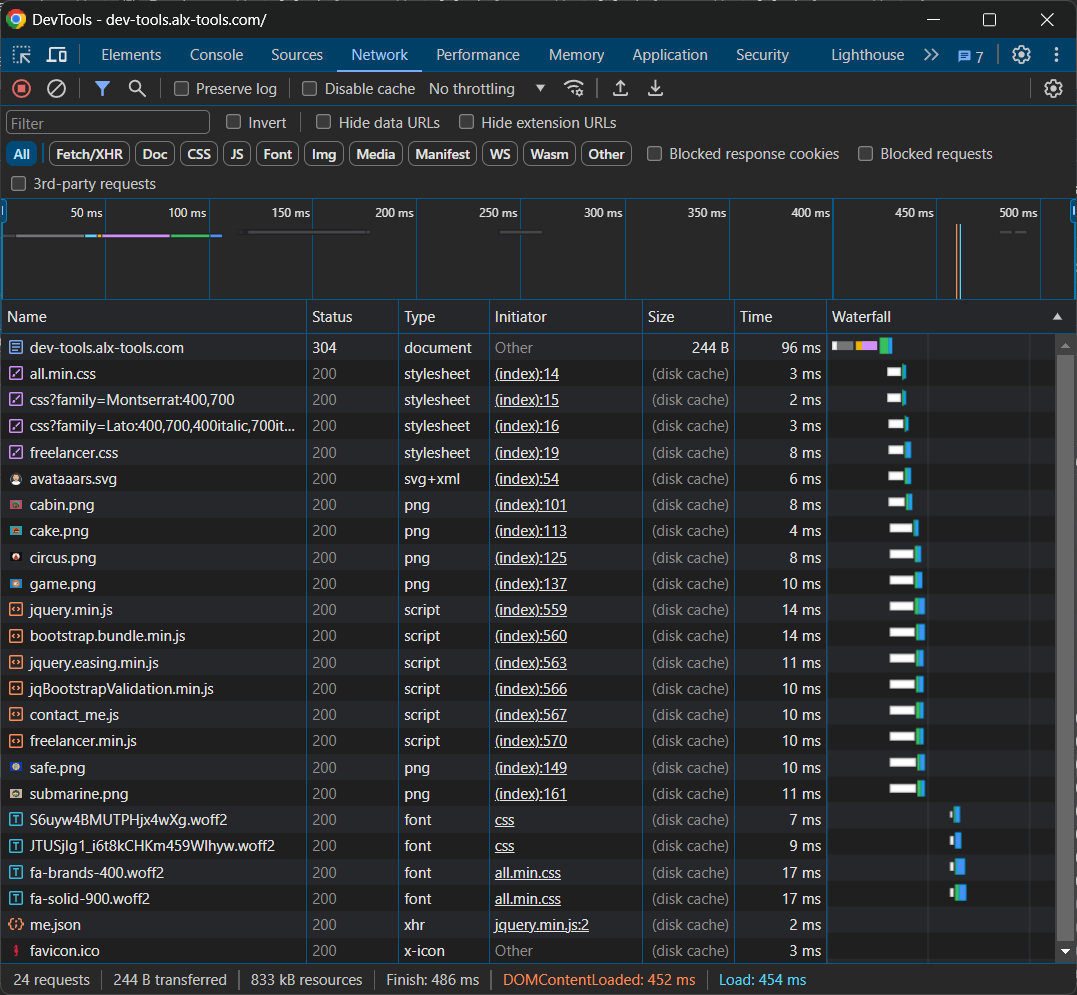 DevTools - dev-tools.alx-tools.com/
Elements Console Sources Network Performance Memory Application Security Lighthouse 7
Preserve log Disable cache No throttling
Filter Invert Hide data URLs Hide extension URLs
All Fetch/XHR Doc CSS JS Font Img Media Manifest WS Wasm Other Blocked response cookies Blocked requests
3rd-party requests
50 ms 100 ms 150 ms 200 ms 250 ms 300 ms 350 ms 400 ms 450 ms 500 ms
Name Status Type Initiator Size Time Waterfall
dev-tools.alx-tools.com 304 document Other 244 B 96 ms
all.min.css 200 stylesheet (index):14 (disk cache) 3 ms
css?family=Montserrat:400,700 200 stylesheet (index):15 (disk cache) 2 ms
css?family=Lato:400,700,400italic,700it... 200 stylesheet (index):16 (disk cache) 3 ms
freelancer.css 200 stylesheet (index):19 (disk cache) 8 ms
avataaars.svg 200 svg+xml (index):54 (disk cache) 6 ms
cabin.png 200 png (index):101 (disk cache) 8 ms
cake.png 200 png (index):113 (disk cache) 4 ms
circus.png 200 png (index):125 (disk cache) 8 ms
game.png 200 png (index):137 (disk cache) 10 ms
jquery.min.js 200 script (index):559 (disk cache) 14 ms
bootstrap.bundle.min.js 200 script (index):560 (disk cache) 14 ms
jquery.easing.min.js 200 script (index):563 (disk cache) 11 ms
jqBootstrapValidation.min.js 200 script (index):566 (disk cache) 10 ms
contact_me.js 200 script (index):567 (disk cache) 10 ms
freelancer.min.js 200 script (index):570 (disk cache) 10 ms
safe.png 200 png (index):149 (disk cache) 10 ms
submarine.png 200 png (index):161 (disk cache) 11 ms
S6uyw4BMUTPHjx4wXg.woff2 200 font css (disk cache) 7 ms
JTUSjIg1_i6t8kCHKm459Wlhyw.woff2 200 font css (disk cache) 9 ms
fa-brands-400.woff2 200 font all.min.css (disk cache) 17 ms
fa-solid-900.woff2 200 font all.min.css (disk cache) 17 ms
me.json 200 xhr jquery.min.js:2 (disk cache) 2 ms
favicon.ico 200 x-icon Other (disk cache) 3 ms
24 requests 244 B transferred 833 kB resources Finish: 486 ms DOMContentLoaded: 452 ms Load: 454 ms